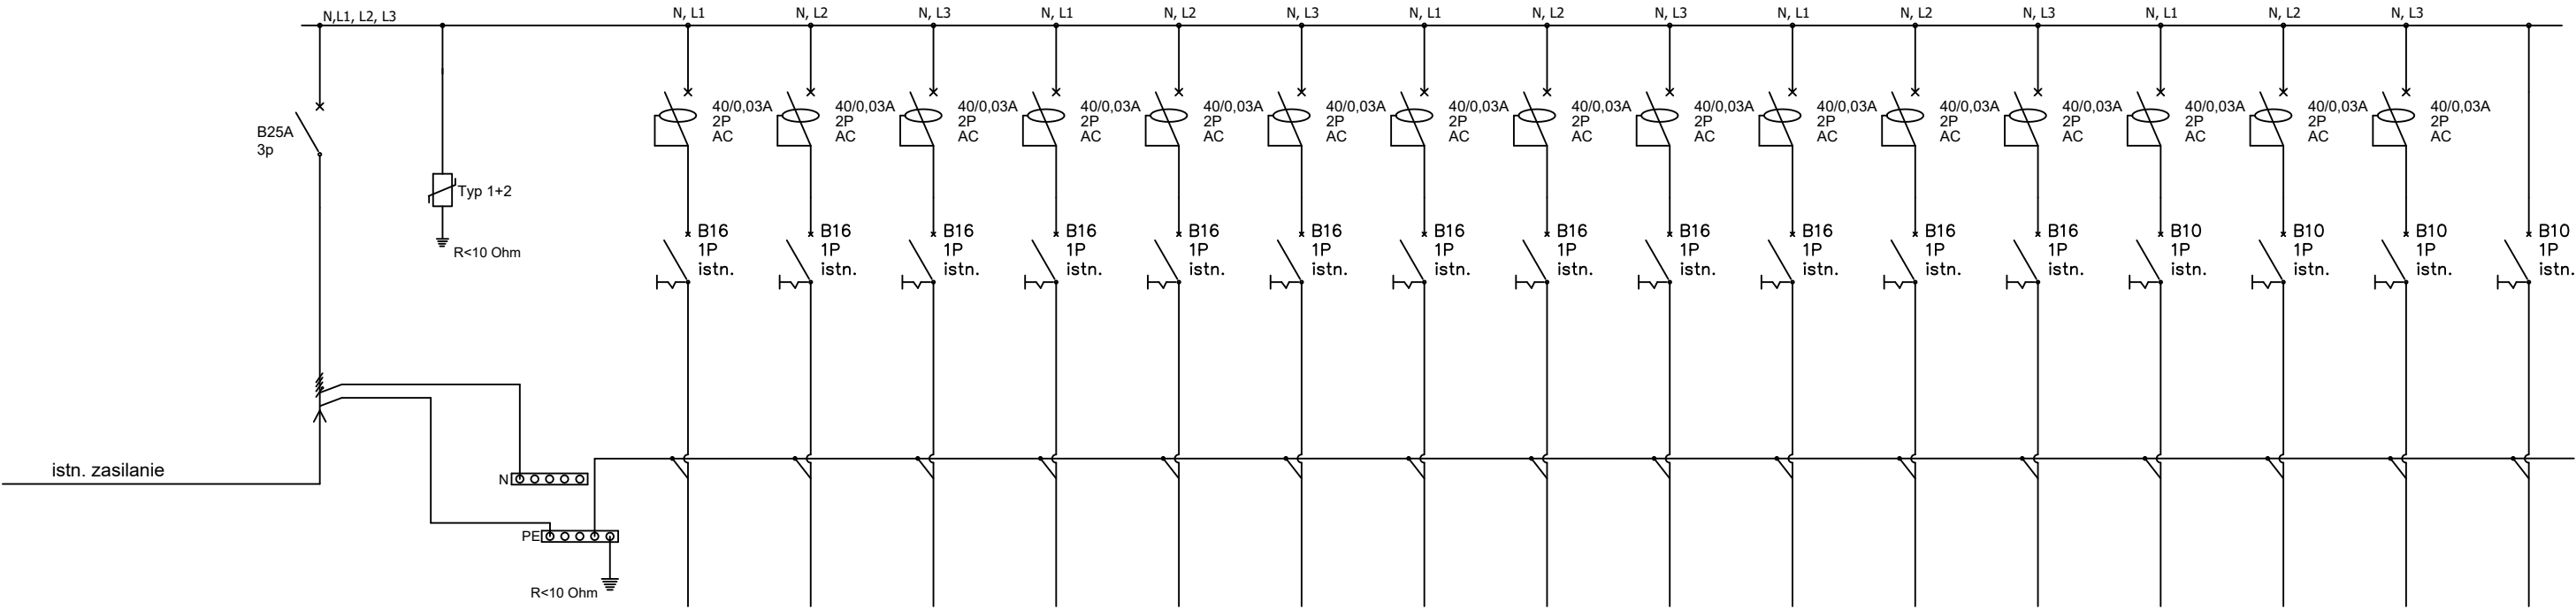 N,L1, L2, L3
N, L1
N, L2
N, L3
N, L1
N, L2
N, L3
N, L1
N, L2
N, L3
N, L1
N, L2
N, L3
N, L1
N, L2
N, L3
B25A
3p
Typ 1+2
R<10 Ohm
40/0,03A
2P
AC
40/0,03A
2P
AC
40/0,03A
2P
AC
40/0,03A
2P
AC
40/0,03A
2P
AC
40/0,03A
2P
AC
40/0,03A
2P
AC
40/0,03A
2P
AC
40/0,03A
2P
AC
40/0,03A
2P
AC
40/0,03A
2P
AC
40/0,03A
2P
AC
40/0,03A
2P
AC
40/0,03A
2P
AC
40/0,03A
2P
AC
B16
1P
istn.
B16
1P
istn.
B16
1P
istn.
B16
1P
istn.
B16
1P
istn.
B16
1P
istn.
B16
1P
istn.
B16
1P
istn.
B16
1P
istn.
B16
1P
istn.
B16
1P
istn.
B16
1P
istn.
B10
1P
istn.
B10
1P
istn.
B10
1P
istn.
B10
1P
istn.
istn. zasilanie
N
PE
R<10 Ohm